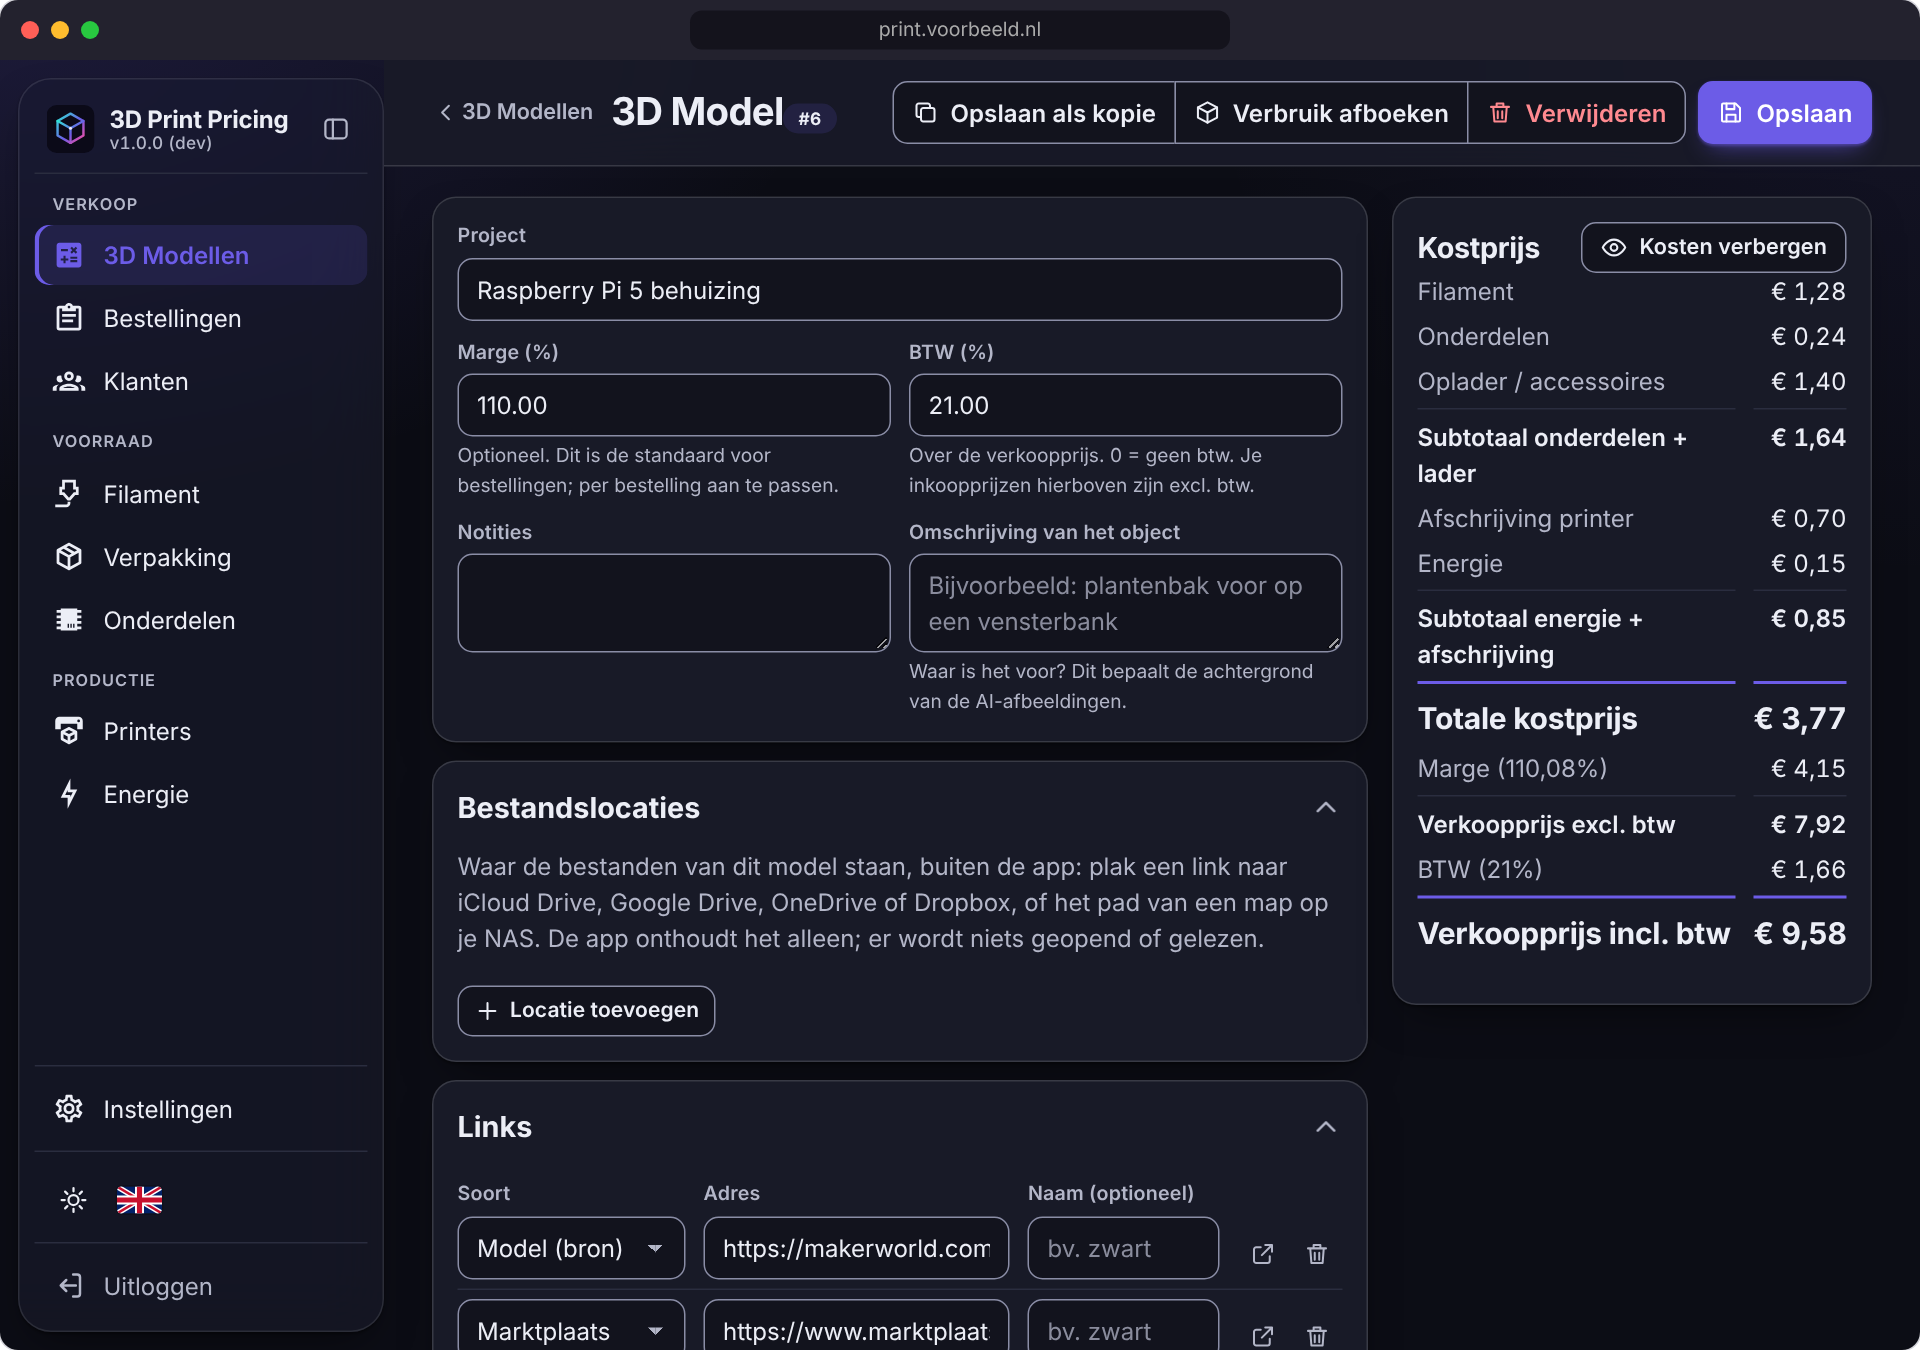 print.voorbeeld.nl
3D Print Pricing
v1.0.0 (dev)
VERKOOP
3D Modellen
Bestellingen
Klanten
VOORRAAD
Filament
Verpakking
Onderdelen
PRODUCTIE
Printers
Energie
Instellingen
Uitloggen
3D Modellen
3D Model #6
Opslaan als kopie
Verbruik afboeken
Verwijderen
Opslaan
Project
Raspberry Pi 5 behuizing
Marge (%)
110.00
Optioneel. Dit is de standaard voor
bestellingen; per bestelling aan te passen.
BTW (%)
21.00
Over de verkoopprijs. 0 = geen btw. Je
inkoopprijzen hierboven zijn excl. btw.
Notities
Omschrijving van het object
Bijvoorbeeld: plantenbak voor op
een vensterbank
Waar is het voor? Dit bepaalt de achtergrond
van de AI-afbeeldingen.
Bestandslocaties
Waar de bestanden van dit model staan, buiten de app: plak een link naar
iCloud Drive, Google Drive, OneDrive of Dropbox, of het pad van een map op
je NAS. De app onthoudt het alleen; er wordt niets geopend of gelezen.
Locatie toevoegen
Links
Soort Adres Naam (optioneel)
Model (bron) https://makerworld.com bv. zwart
Marktplaats https://www.marktplaat bv. zwart
Kostprijs
Kosten verbergen
Filament € 1,28
Onderdelen € 0,24
Oplader / accessoires € 1,40
Subtotaal onderdelen + € 1,64
lader
Afschrijving printer € 0,70
Energie € 0,15
Subtotaal energie + € 0,85
afschrijving
Totale kostprijs € 3,77
Marge (110,08%) € 4,15
Verkoopprijs excl. btw € 7,92
BTW (21%) € 1,66
Verkoopprijs incl. btw € 9,58